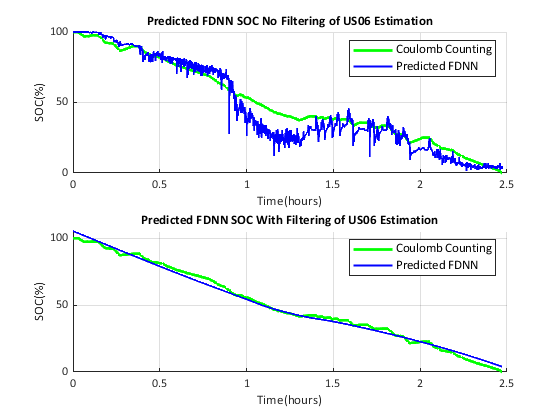 Predicted FDNN SOC No Filtering of US06 Estimation
100
50
0
SOC(%)
Coulomb Counting
Predicted FDNN
0 0.5 1 1.5 2 2.5
Time(hours)
Predicted FDNN SOC With Filtering of US06 Estimation
100
50
0
SOC(%)
Coulomb Counting
Predicted FDNN
0 0.5 1 1.5 2 2.5
Time(hours)